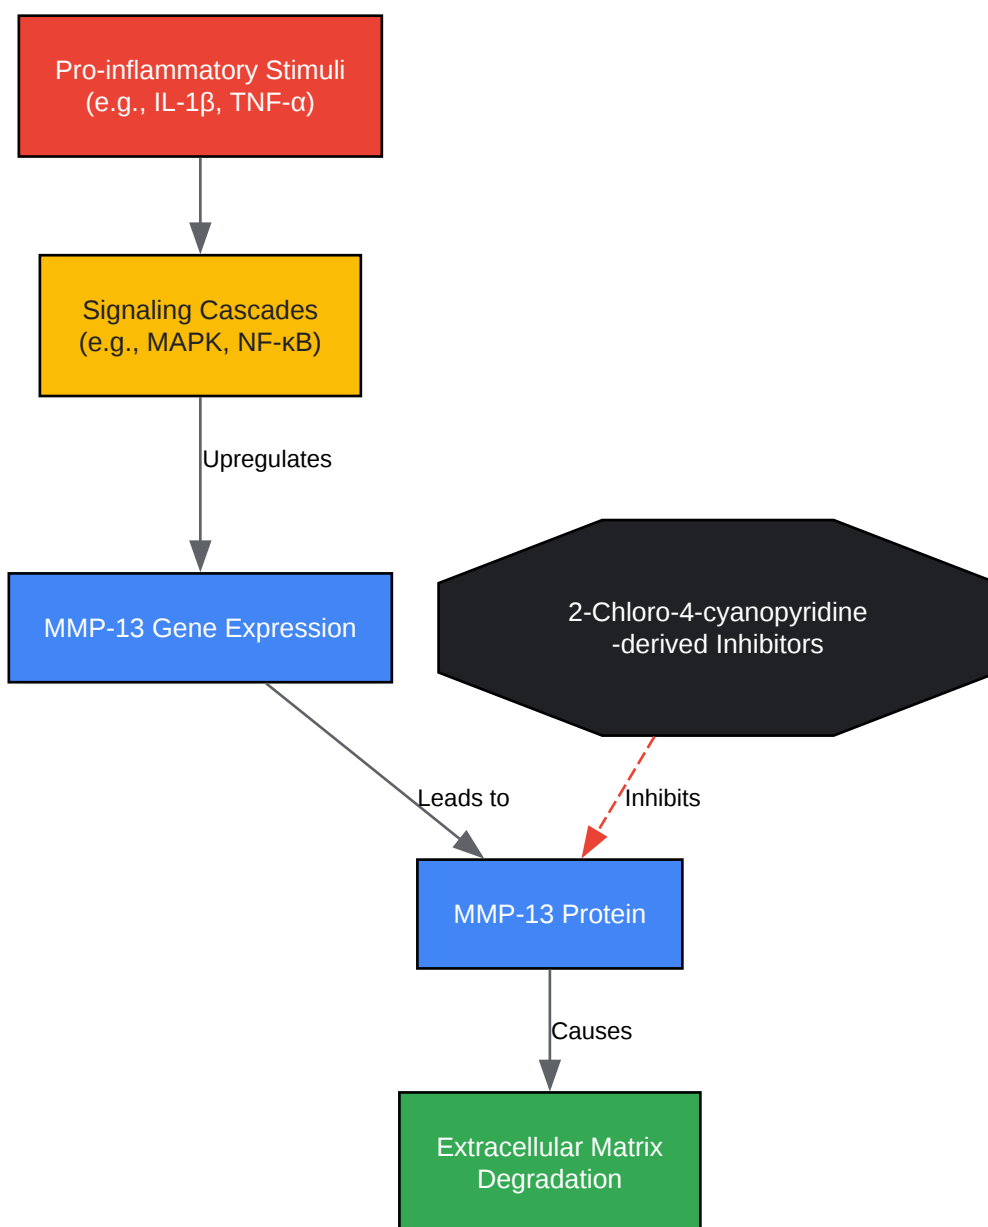 Pro-inflammatory Stimuli
(e.g., IL-1β, TNF-α)
Signaling Cascades
(e.g., MAPK, NF-κB)
Upregulates
MMP-13 Gene Expression
2-Chloro-4-cyanopyridine
-derived Inhibitors
Leads to
Inhibits
MMP-13 Protein
Causes
Extracellular Matrix
Degradation